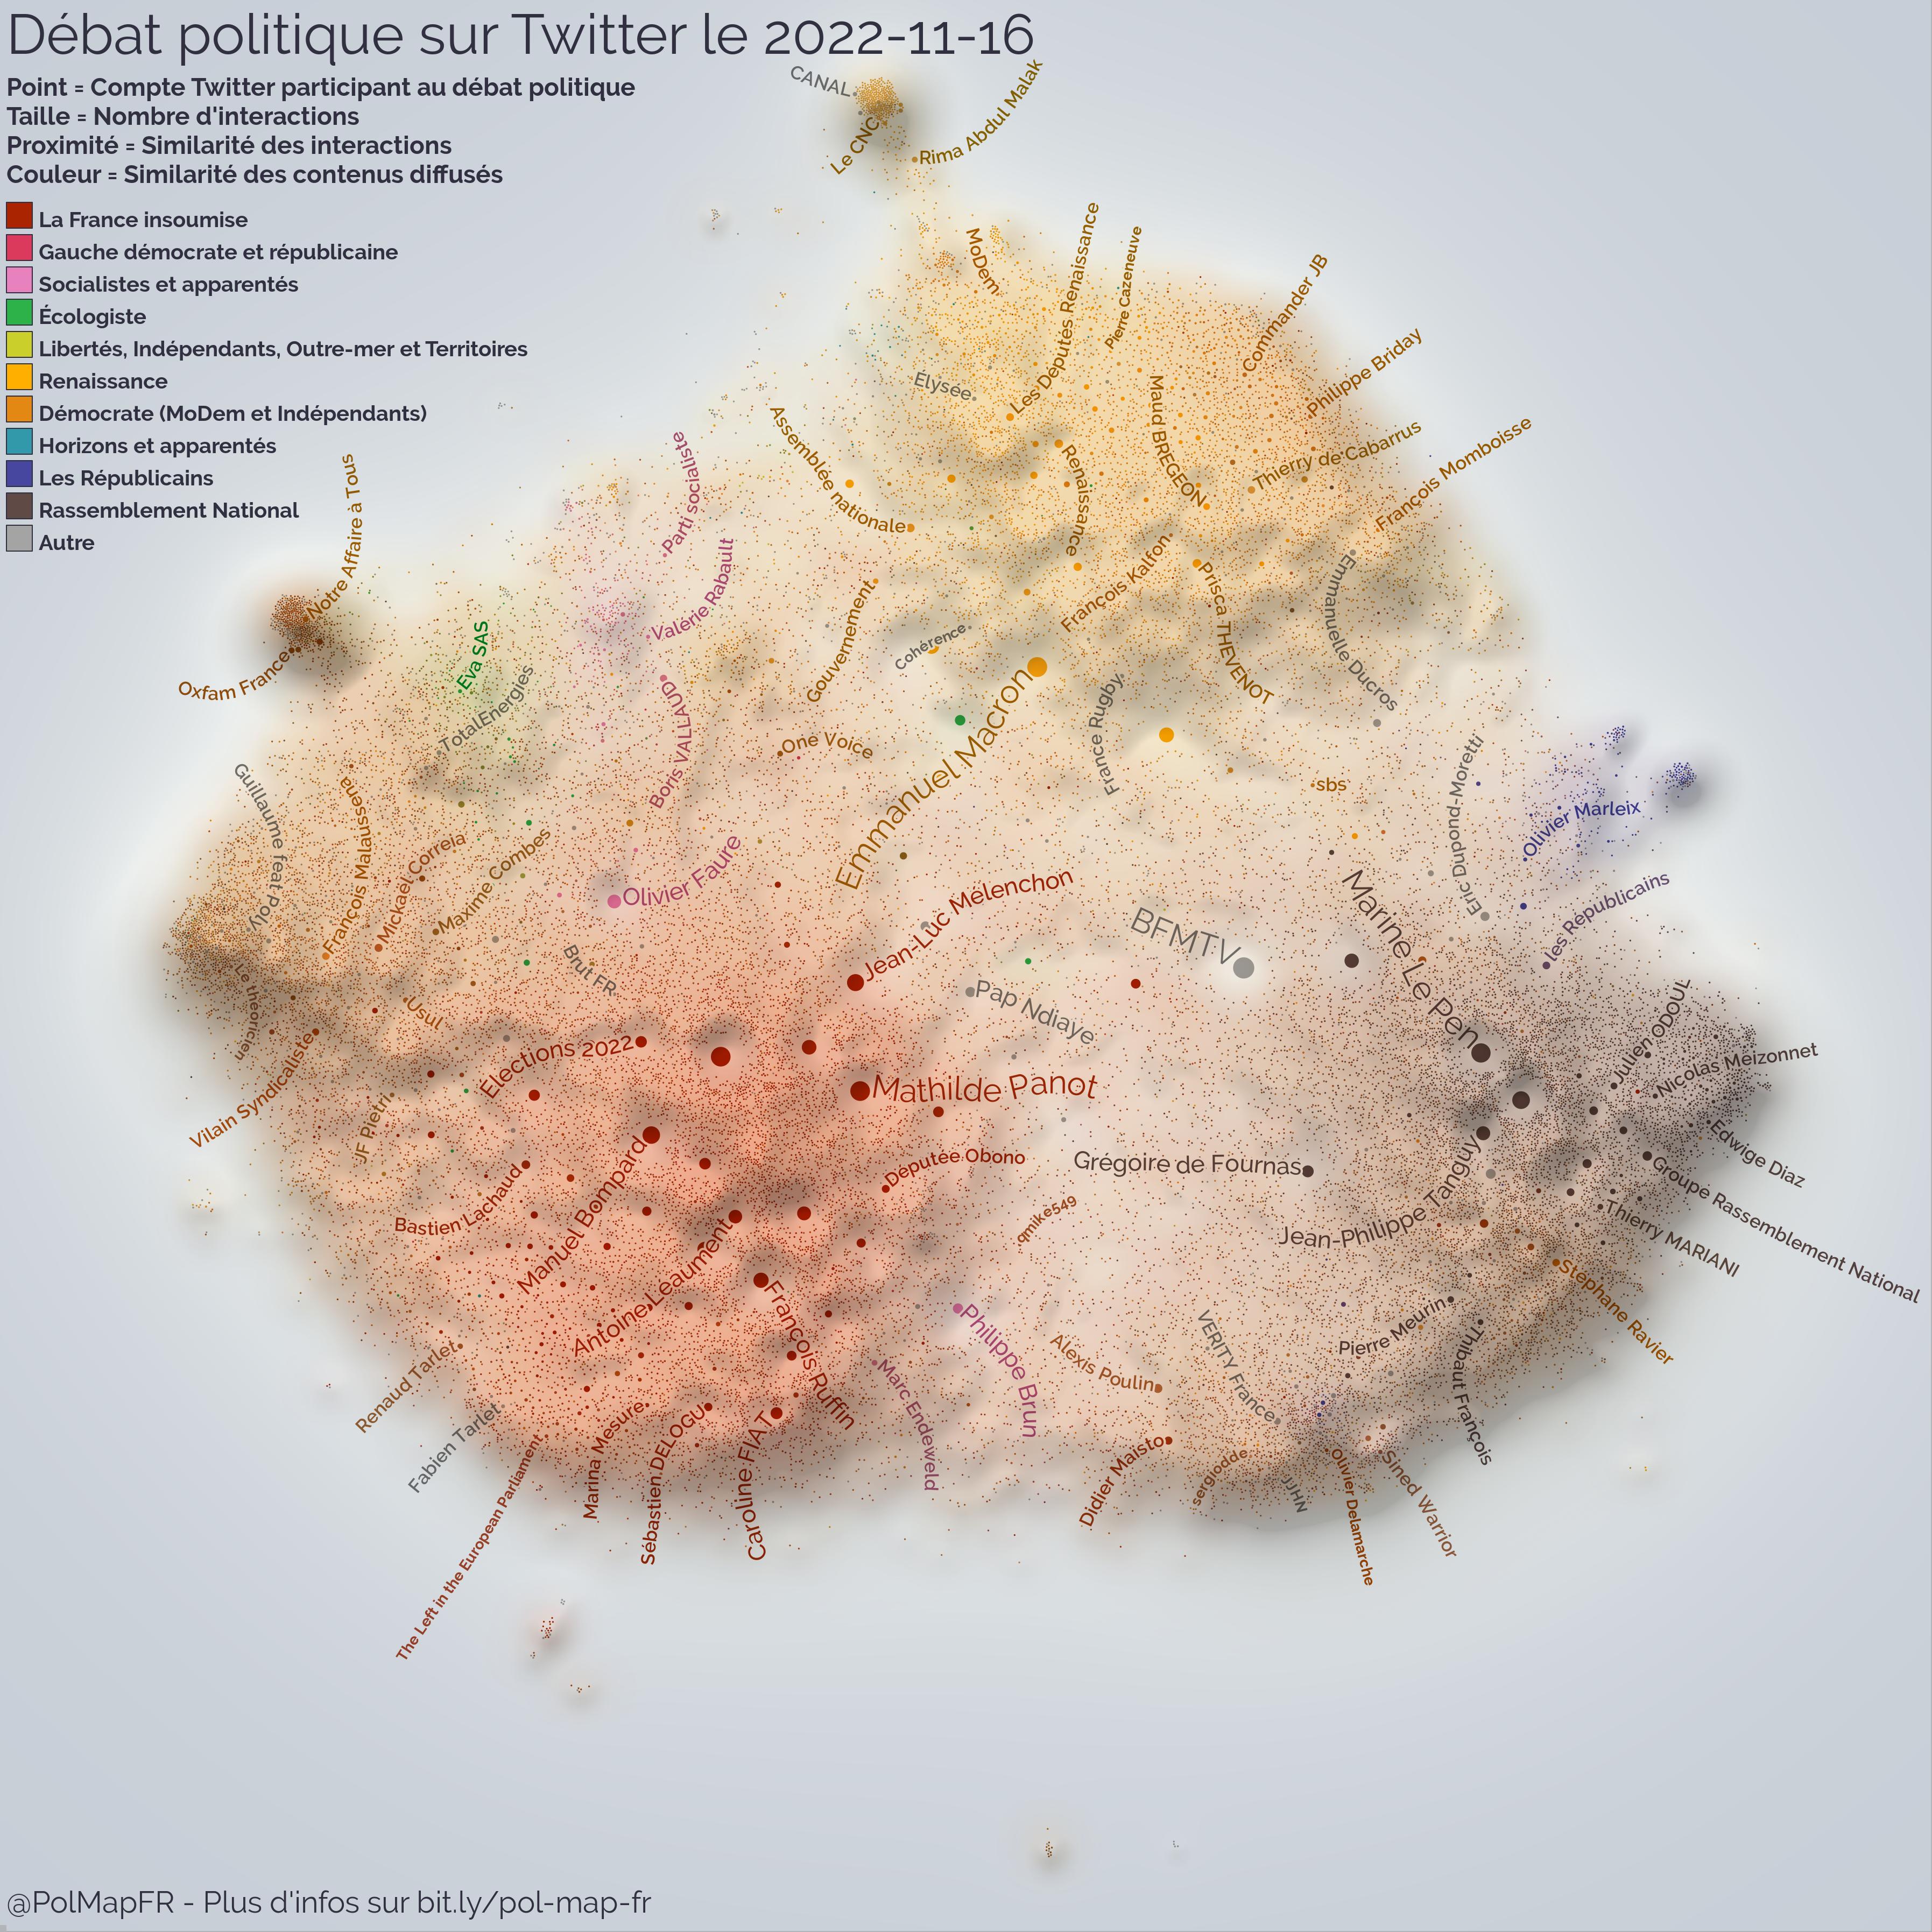 Débat politique sur Twitter le 2022-11-16
Point = Compte Twitter participant au débat politique
Taille = Nombre d'interactions
Proximité = Similarité des interactions
Couleur = Similarité des contenus diffusés
La France insoumise
Gauche démocrate et républicaine
Socialistes et apparentés
Écologiste
Libertés, Indépendants, Outre-mer et Territoires
Renaissance
Démocrate (MoDem et Indépendants)
Horizons et apparentés
Les Républicains
Rassemblement National
Autre
CANAL
Le CNC
Rima Abdul Malak
MoDem
Les Députés Renaissance
Pierre Cazeneuve
Commander JB
Philippe Briday
Elysée
Maud BREGEON
Thierry de Cabarrus
François Momboisse
Assemblée nationale
Renaissance
Parti socialiste
Notre Affaire à Tous
Valérie Rabault
François Kalfon
Prisca THEVENOT
Emmanuelle Ducros
Gouvernement
Cohérence
Eva SAS
Oxfam France
TotalEnergies
Boris VALLAUD
One Voice
Emmanuel Macron
France Rugby
sbs
Eric Dupond-Moretti
Olivier Marleix
Guillaume feat Poly
François Malaussena
Mickaël Correia
Maxime Combes
Olivier Faure
Jean-Luc Mélenchon
BFMTV
Marine Le Pen
les Républicains
Brut FR
Pap Ndiaye
Le théoricien
Usul
Vilain Syndicaliste
Elections 2022
Mathilde Panot
Julien ODOUL
Nicolas Meizonnet
JF Pietri
Edwige Diaz
Bastien Lachaud
Manuel Bompard
Députée Obono
Grégoire de Fournas
Jean-Philippe Tanguy
Groupe Rassemblement National
Thierry MARIANI
qmike549
Antoine Léaument
François Ruffin
Stéphane Ravier
Philippe Brun
Marc Endeweld
Alexis Poulin
VERITY France
Pierre Meurin
Thibaut François
Renaud Tarlet
Fabien Tarlet
The Left in the European Parliament
Marina Mesure
Sébastien DELOGU
Caroline FIAT
Didier Maisto
sergiodde
JUHN
Olivier Delamarche
Sined Warrior
@PolMapFR - Plus d'infos sur bit.ly/pol-map-fr